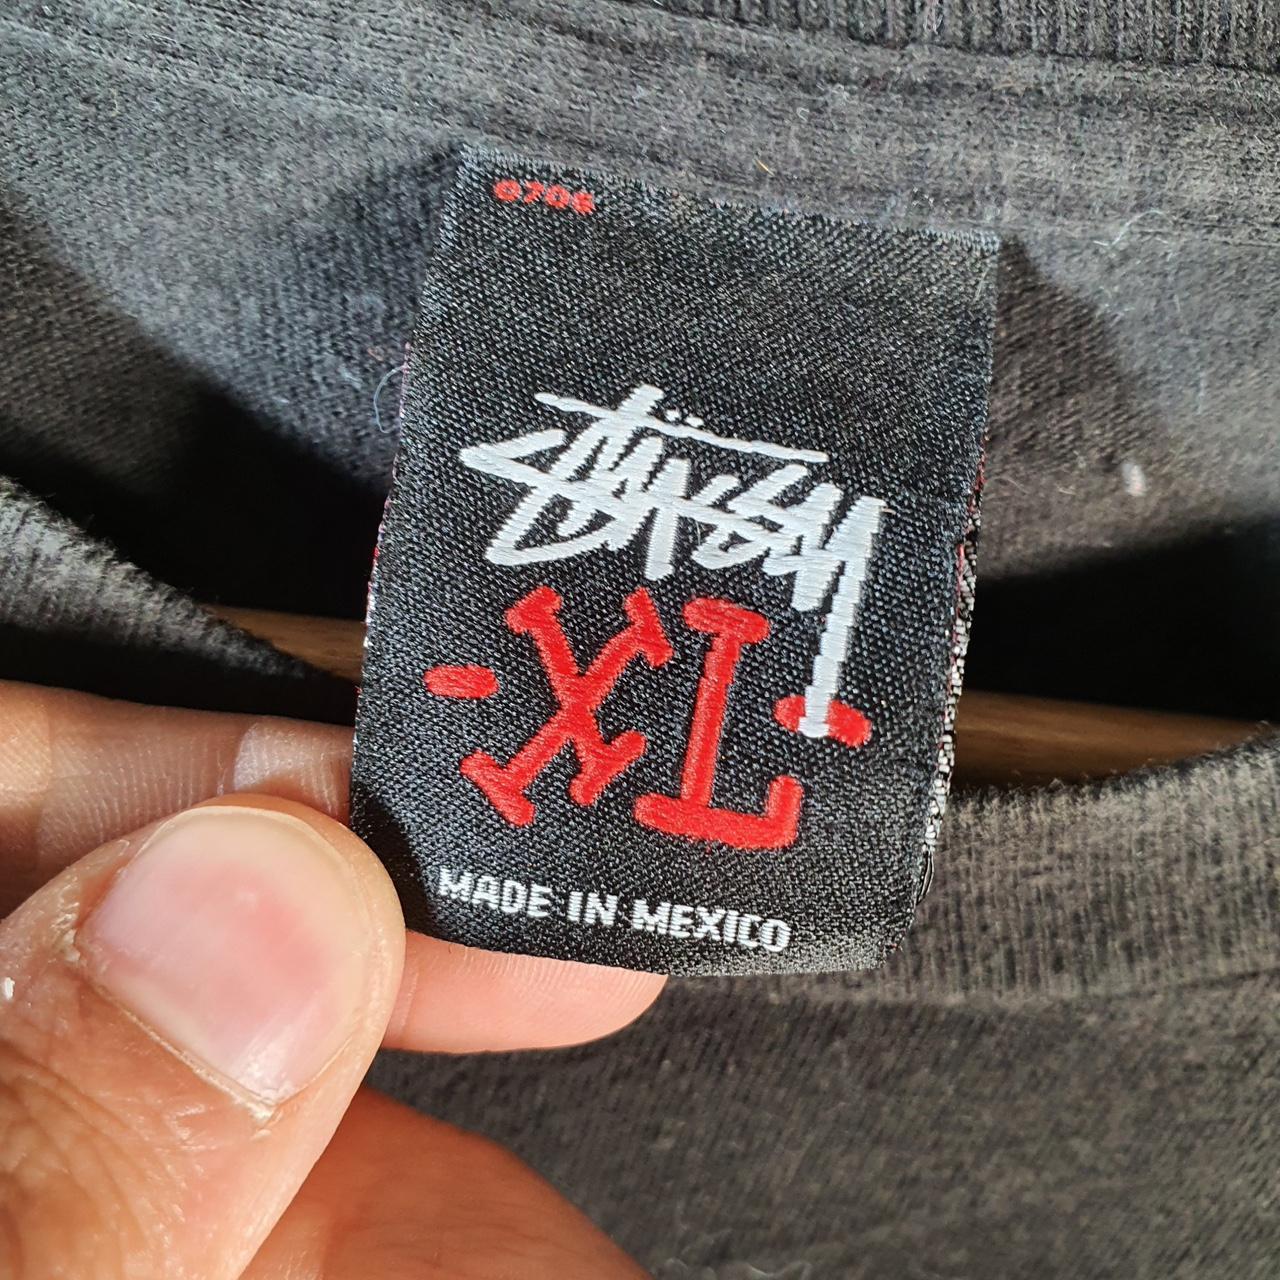 0706
Stüssy
- XL -
MADE IN MEXICO